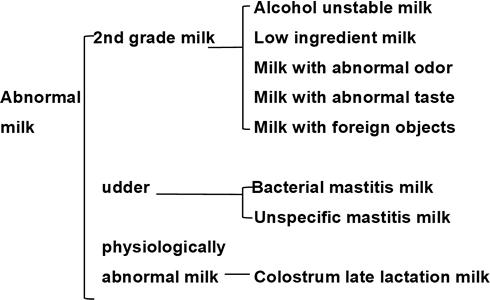 Alcohol unstable milk
2nd grade milk
Low ingredient milk
Milk with abnormal odor
Abnormal
milk
Milk with abnormal taste
Milk with foreign objects
udder
Bacterial mastitis milk
Unspecific mastitis milk
physiologically
abnormal milk
Colostrum late lactation milk